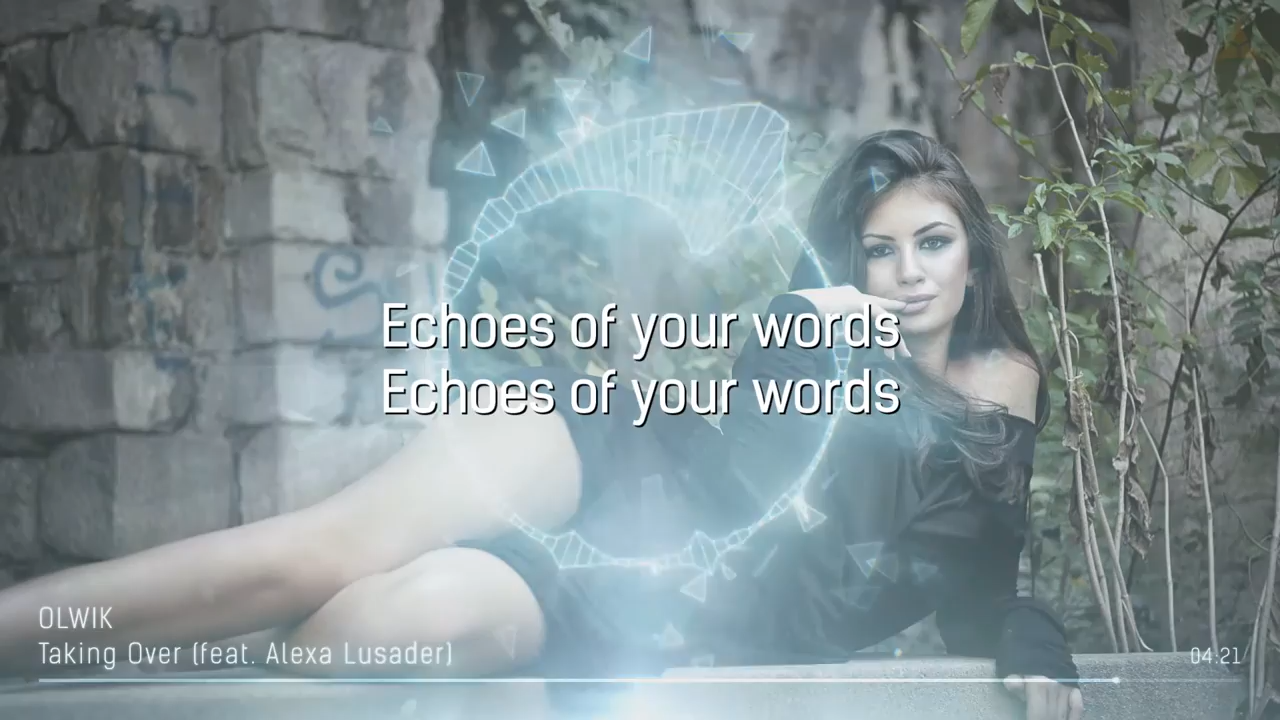 Echoes of your words
Echoes of your words
OLWIK
Taking Over (feat. Alexa Lusader)
04:21